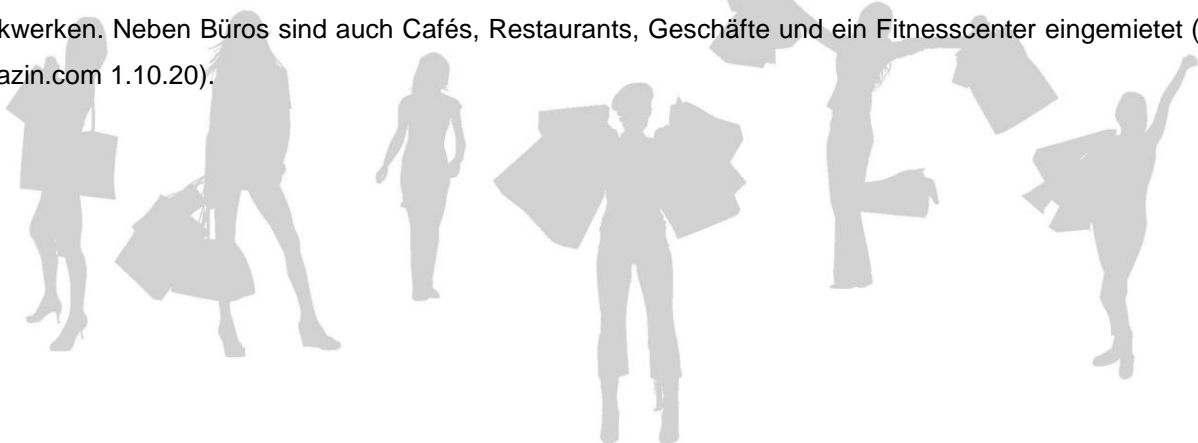 kwerken. Neben Büros sind auch Cafés, Restaurants, Geschäfte und ein Fitnesscenter eingemietet (
azin.com 1.10.20).